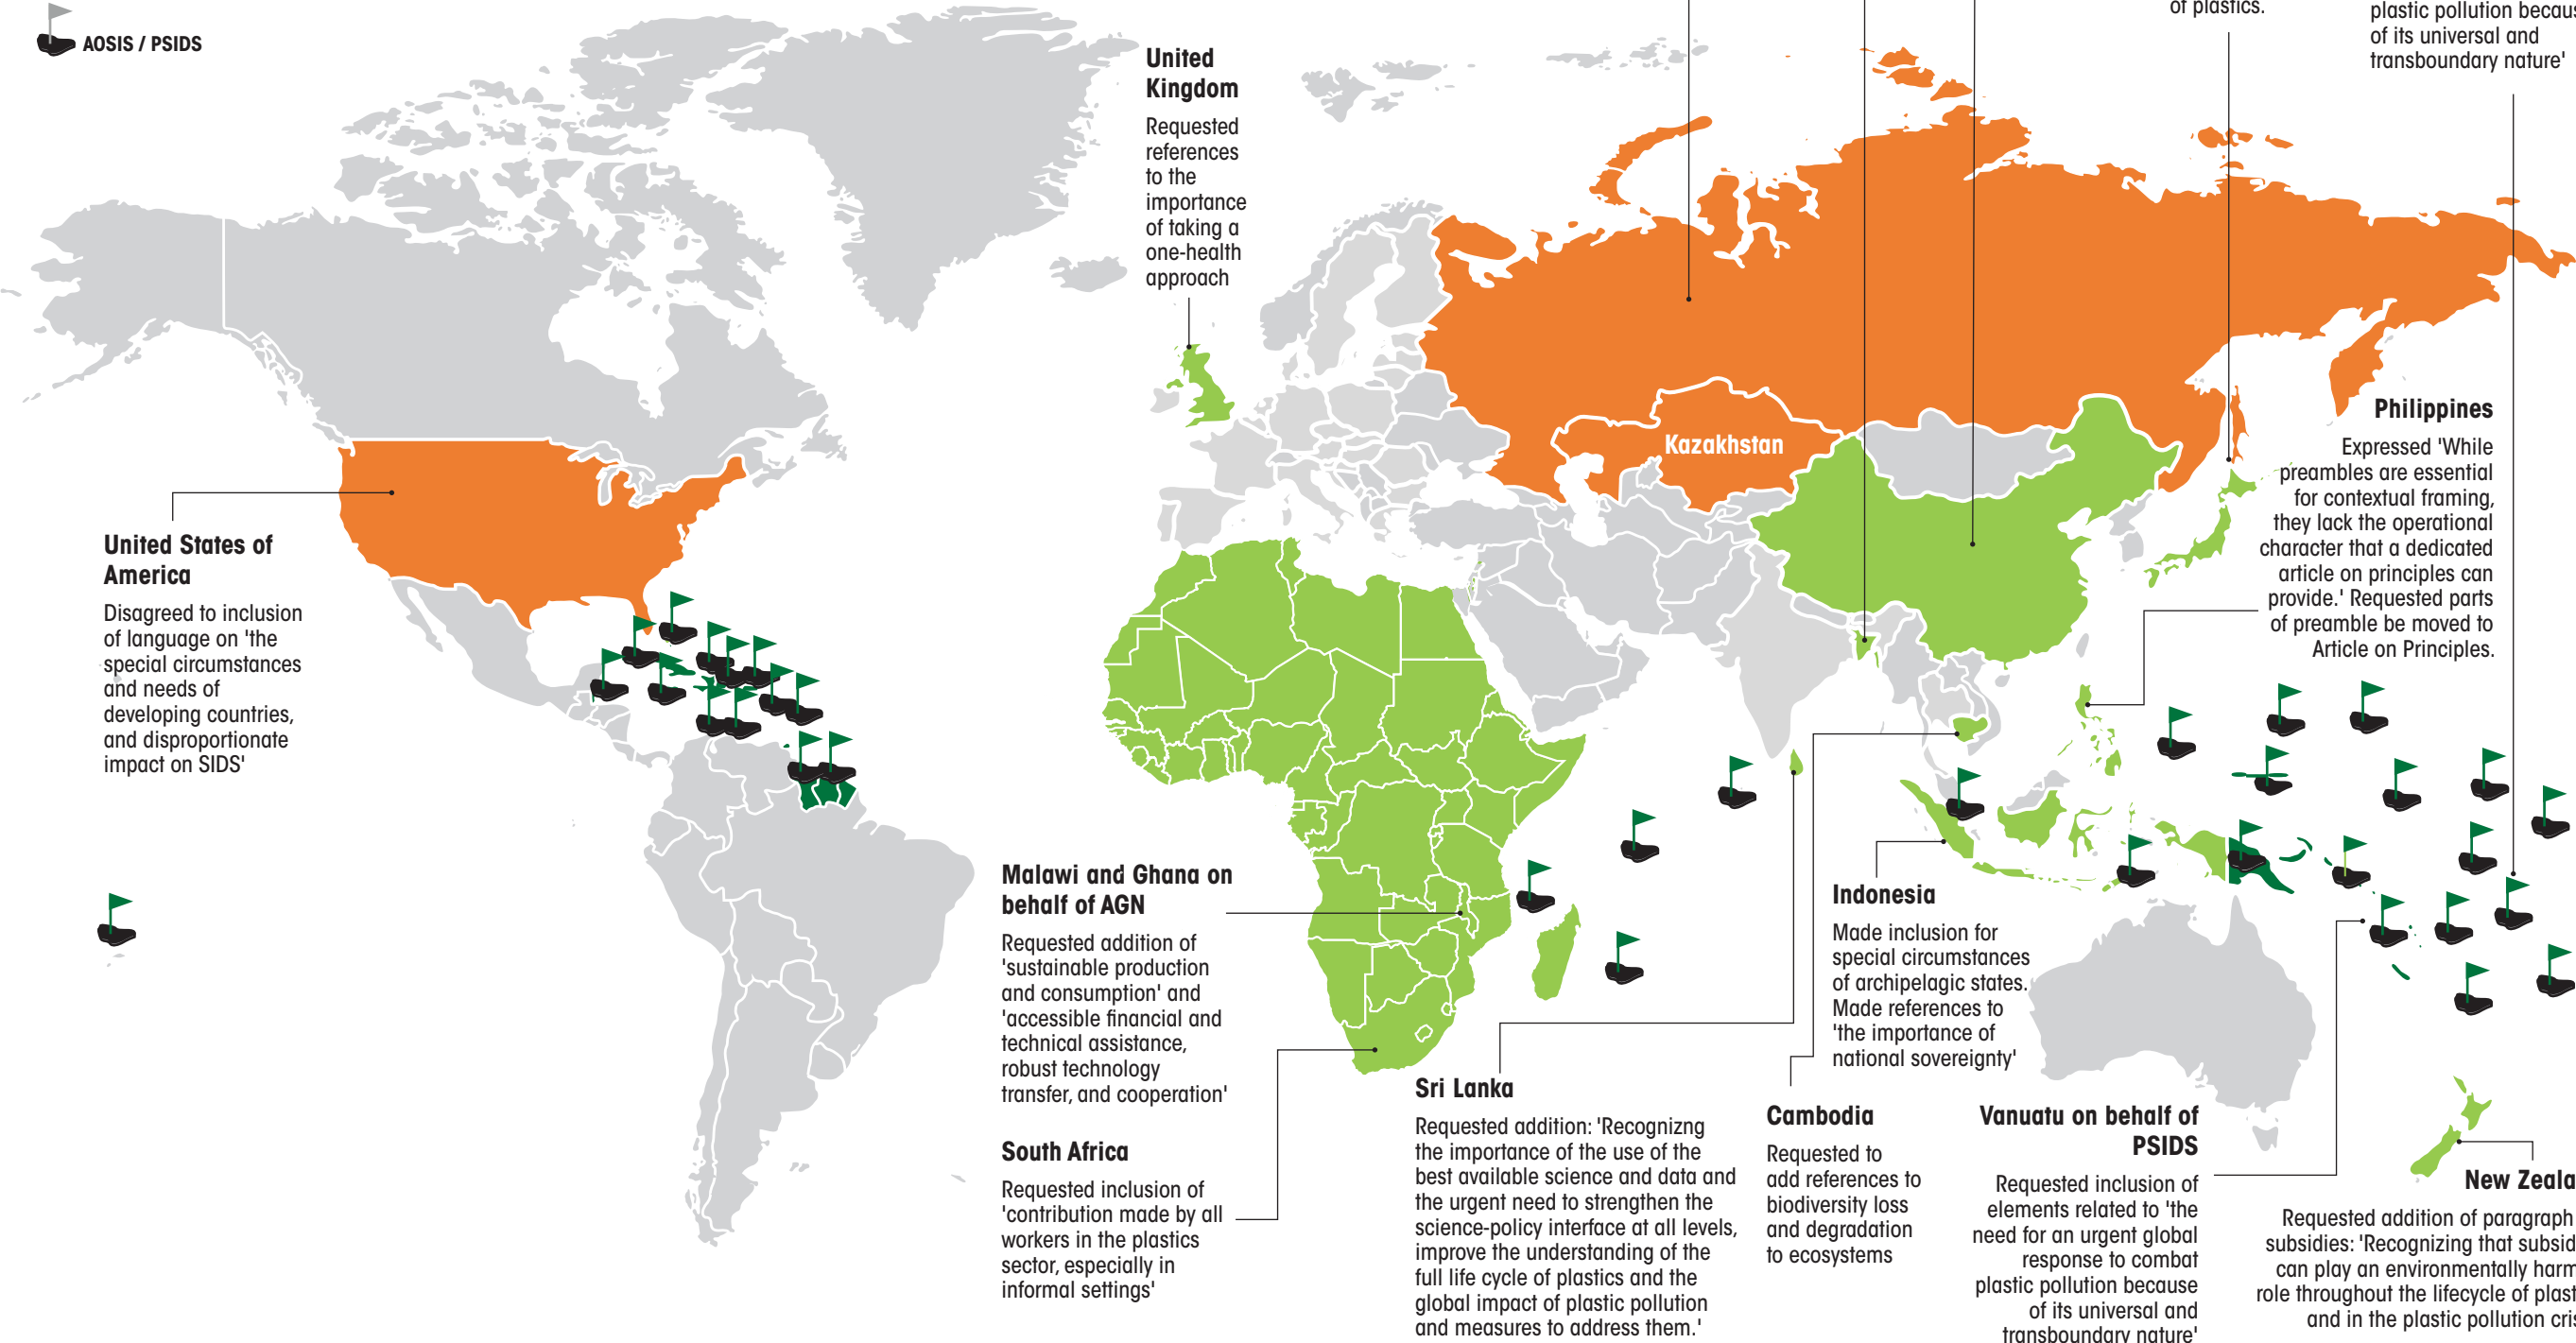 AOSIS / PSIDS
of plastics.
plastic pollution
of its universal and
transboundary nature'
United
Kingdom
Requested
references
to the
importance
of taking a
one-health
approach
Kazakhstan
Philippines
Expressed 'While
preambles are essential
for contextual framing,
they lack the operational
character that a dedicated
article on principles can
provide.' Requested parts
of preamble be moved to
Article on Principles.
United States of
America
Disagreed to inclusion
of language on 'the
special circumstances
and needs of
developing countries,
and disproportionate
impact on SIDS'
Malawi and Ghana on
behalf of AGN
Requested addition of
'sustainable production
and consumption' and
'accessible financial and
technical assistance,
robust technology
transfer, and cooperation'
South Africa
Requested inclusion of
'contribution made by all
workers in the plastics
sector, especially in
informal settings'
Sri Lanka
Requested addition: 'Recognizng
the importance of the use of the
best available science and data and
the urgent need to strengthen the
science-policy interface at all levels,
improve the understanding of the
full life cycle of plastics and the
global impact of plastic pollution
and measures to address them.'
Indonesia
Made inclusion for
special circumstances
of archipelagic states.
Made references to
'the importance of
national sovereignty'
Cambodia
Requested to
add references to
biodiversity loss
and degradation
to ecosystems
Vanuatu on behalf of
PSIDS
Requested inclusion of
elements related to 'the
need for an urgent global
response to combat
plastic pollution because
of its universal and
transboundary nature'
New
Requested addition of paragraph
subsidies: 'Recognizing that
can play an environmentally
role throughout the lifecycle of
and in the plastic pollution